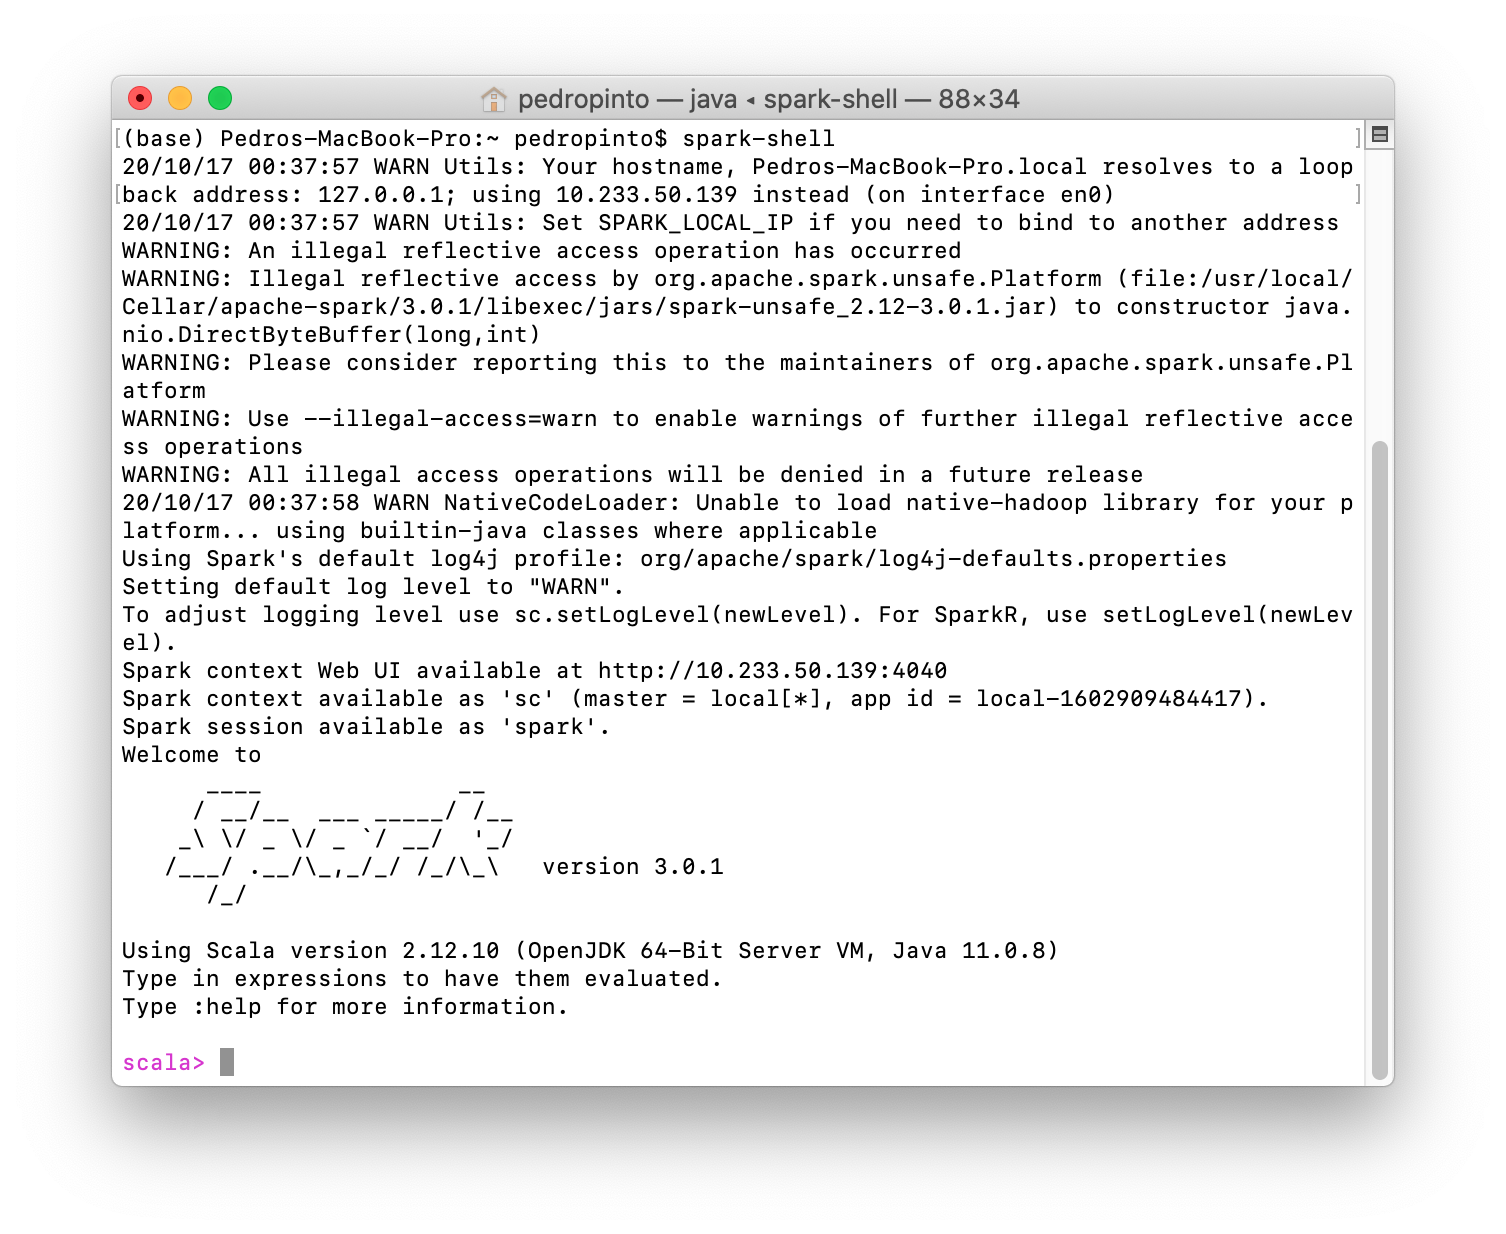 pedropinto — java ◂ spark-shell — 88×34
(base) Pedros-MacBook-Pro:~ pedropinto$ spark-shell
20/10/17 00:37:57 WARN Utils: Your hostname, Pedros-MacBook-Pro.local resolves to a loop
back address: 127.0.0.1; using 10.233.50.139 instead (on interface en0)
20/10/17 00:37:57 WARN Utils: Set SPARK_LOCAL_IP if you need to bind to another address
WARNING: An illegal reflective access operation has occurred
WARNING: Illegal reflective access by org.apache.spark.unsafe.Platform (file:/usr/local/
Cellar/apache-spark/3.0.1/libexec/jars/spark-unsafe_2.12-3.0.1.jar) to constructor java.
nio.DirectByteBuffer(long,int)
WARNING: Please consider reporting this to the maintainers of org.apache.spark.unsafe.Pl
atform
WARNING: Use --illegal-access=warn to enable warnings of further illegal reflective acce
ss operations
WARNING: All illegal access operations will be denied in a future release
20/10/17 00:37:58 WARN NativeCodeLoader: Unable to load native-hadoop library for your p
latform... using builtin-java classes where applicable
Using Spark's default log4j profile: org/apache/spark/log4j-defaults.properties
Setting default log level to "WARN".
To adjust logging level use sc.setLogLevel(newLevel). For SparkR, use setLogLevel(newLev
el).
Spark context Web UI available at http://10.233.50.139:4040
Spark context available as 'sc' (master = local[*], app id = local-1602909484417).
Spark session available as 'spark'.
Welcome to
      ____              __
     / __/__  ___ _____/ /__
    _\ \/ _ \/ _ `/ __/  '_/
   /___/ .__/\_,_/_/ /_/\_\   version 3.0.1
      /_/
Using Scala version 2.12.10 (OpenJDK 64-Bit Server VM, Java 11.0.8)
Type in expressions to have them evaluated.
Type :help for more information.
scala>